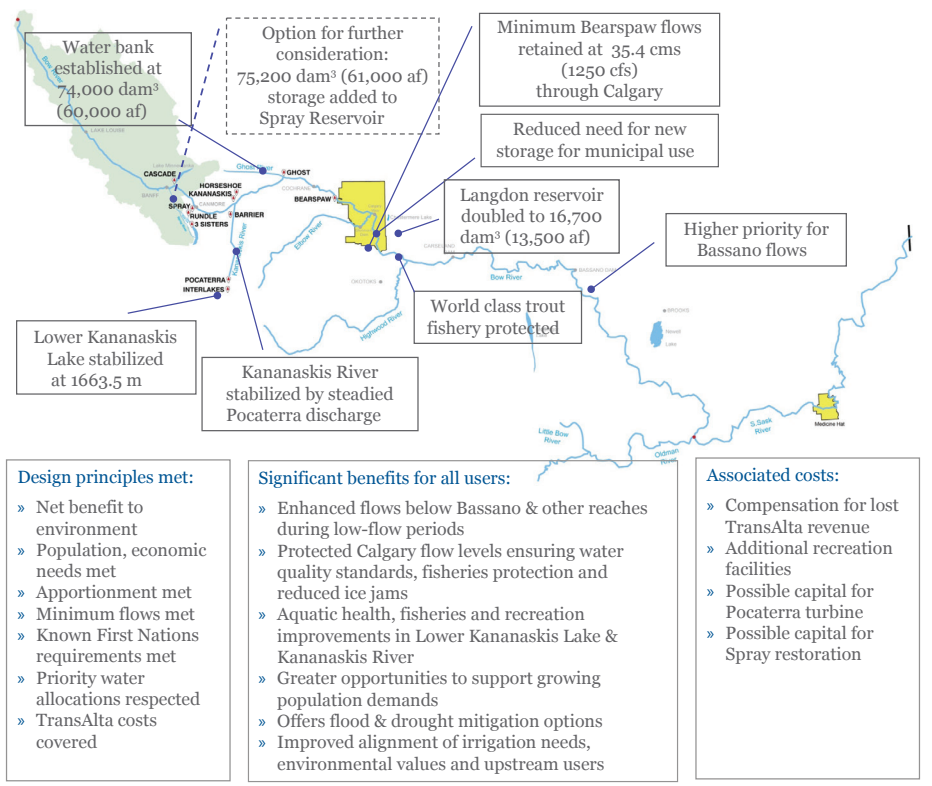 Water bank
established at
74,000 dam³
(60,000 af)
Option for further
consideration:
75,200 dam³ (61,000 af)
storage added to
Spray Reservoir
Minimum Bearspaw flows
retained at 35.4 cms
(1250 cfs)
through Calgary
Reduced need for new
storage for municipal use
Langdon reservoir
doubled to 16,700
dam³ (13,500 af)
Higher priority for
Bassano flows
World class trout
fishery protected
Lower Kananaskis
Lake stabilized
at 1663.5 m
Kananaskis River
stabilized by steadied
Pocaterra discharge
Bow River
LAKE LOUISE
CASCADE
BANFF
Ghost River
GHOST
COCHRANE
HORSESHOE
KANANASKIS
CANMORE
SPRAY
RUNDLE
3 SISTERS
BARRIER
BEARSPAW
Elbow River
POCATERRA
INTERLAKES
OKOTOKS
Highwood River
CARSELAND
Bow River
BASSANO DAM
BROOKS
Newell
Lake
Little Bow
River
Oldman
River
S.Sask
River
Medicine Hat
Design principles met:
» Net benefit to
environment
» Population, economic
needs met
» Apportionment met
» Minimum flows met
» Known First Nations
requirements met
» Priority water
allocations respected
» TransAlta costs
covered
Significant benefits for all users:
» Enhanced flows below Bassano & other reaches
during low-flow periods
» Protected Calgary flow levels ensuring water
quality standards, fisheries protection and
reduced ice jams
» Aquatic health, fisheries and recreation
improvements in Lower Kananaskis Lake &
Kananaskis River
» Greater opportunities to support growing
population demands
» Offers flood & drought mitigation options
» Improved alignment of irrigation needs,
environmental values and upstream users
Associated costs:
» Compensation for lost
TransAlta revenue
» Additional recreation
facilities
» Possible capital for
Pocaterra turbine
» Possible capital for
Spray restoration